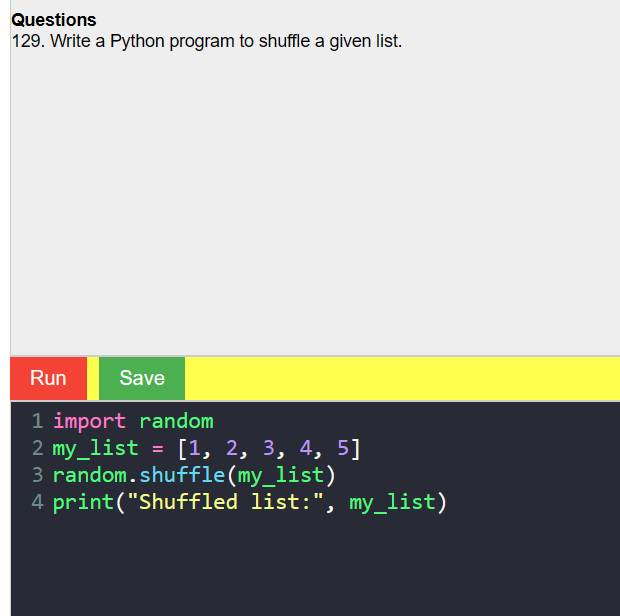 Questions
129. Write a Python program to shuffle a given list.
Run Save
1 import random
2 my_list = [1, 2, 3, 4, 5]
3 random.shuffle(my_list)
4 print("Shuffled list:", my_list)